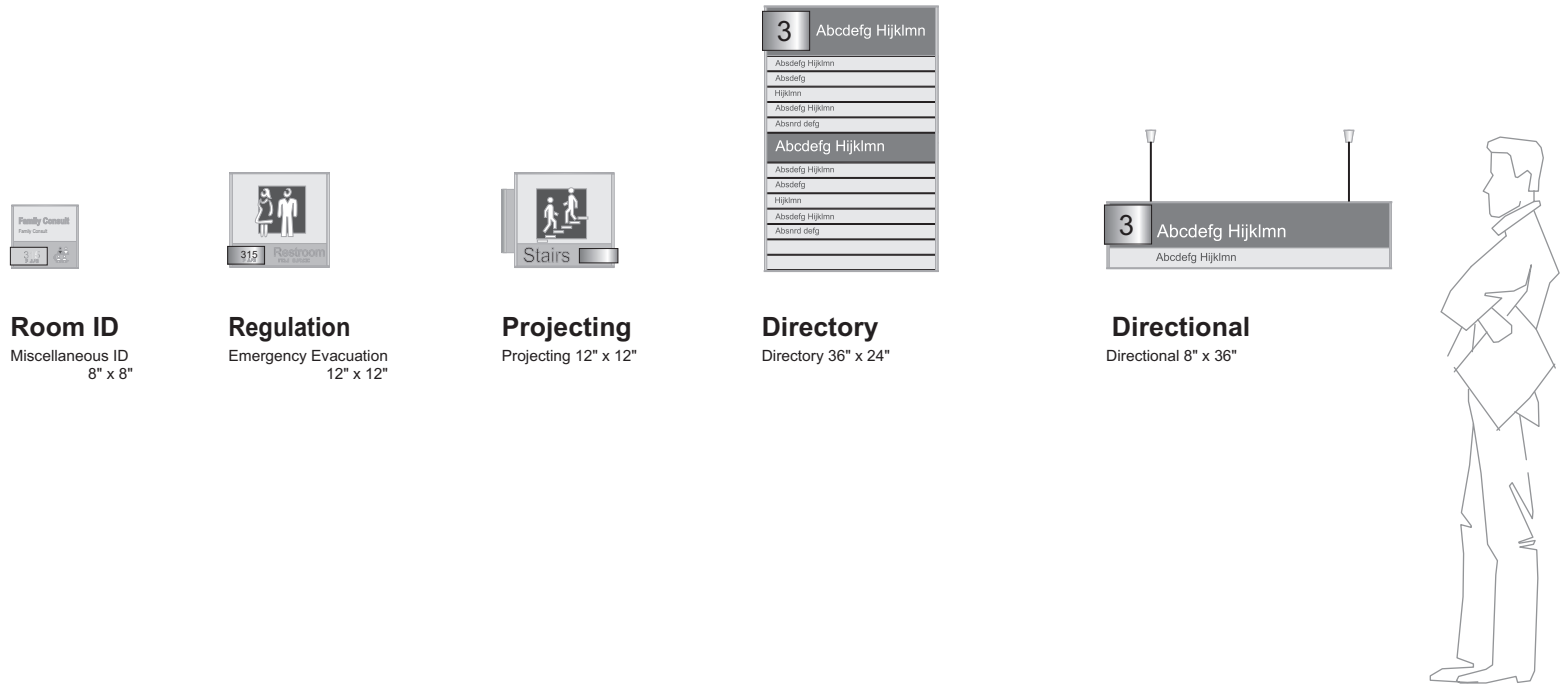 Family Consult
Family Consult
315
Restroom
Stairs
3
Abcdefg Hijklmn
Absdefg Hijklmn
Absdefg
Hijklmn
Absdefg Hijklmn
Absnrd defg
Abcdefg Hijklmn
Absdefg Hijklmn
Absdefg
Hijklmn
Absdefg Hijklmn
Absnrd defg
3
Abcdefg Hijklmn
Abcdefg Hijklmn
Room ID
Miscellaneous ID
8" x 8"
Regulation
Emergency Evacuation
12" x 12"
Projecting
Projecting 12" x 12"
Directory
Directory 36" x 24"
Directional
Directional 8" x 36"